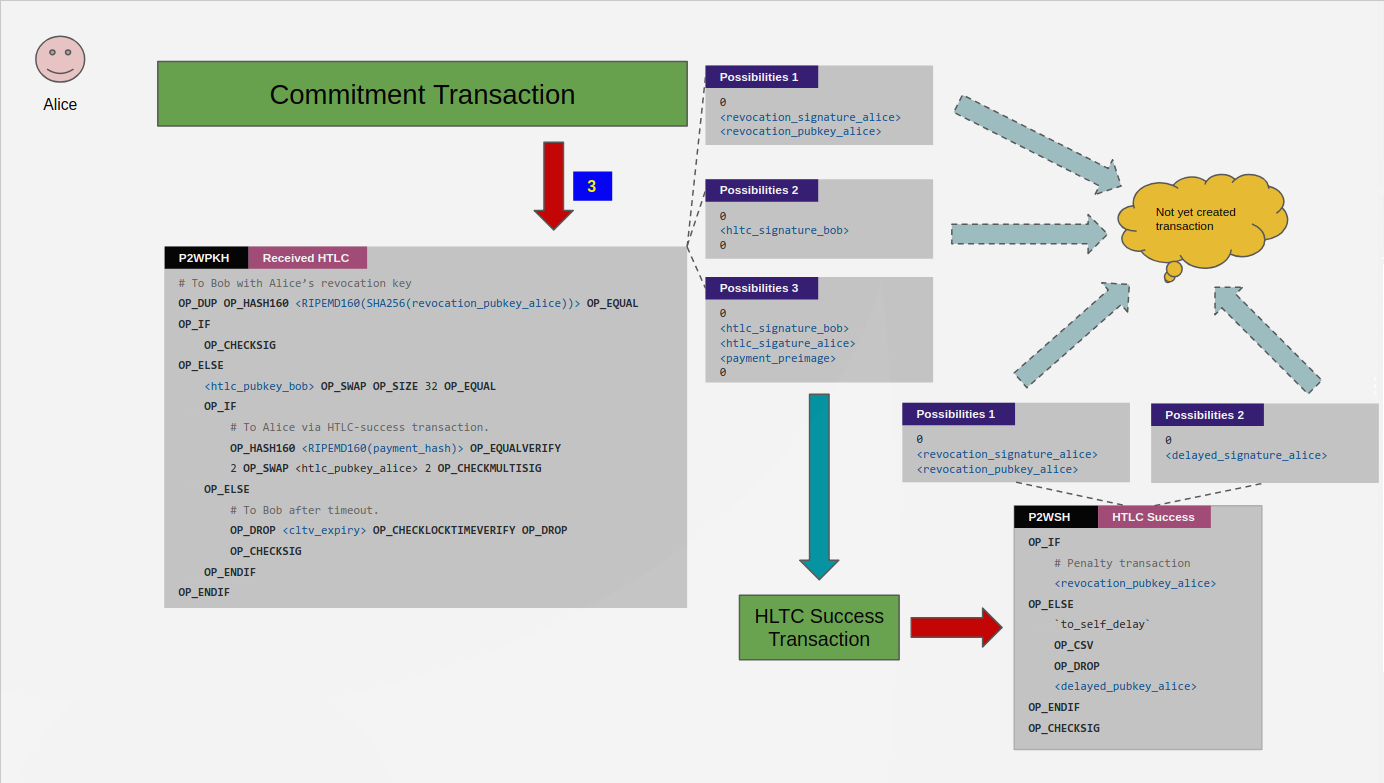 Alice
Commitment Transaction
3
P2WPKH
Received HTLC
# To Bob with Alice’s revocation key
OP_DUP OP_HASH160 <RIPEMD160(SHA256(revocation_pubkey_alice))> OP_EQUAL
OP_IF
OP_CHECKSIG
OP_ELSE
<htlc_pubkey_bob> OP_SWAP OP_SIZE 32 OP_EQUAL
OP_IF
# To Alice via HTLC-success transaction.
OP_HASH160 <RIPEMD160(payment_hash)> OP_EQUALVERIFY
2 OP_SWAP <htlc_pubkey_alice> 2 OP_CHECKMULTISIG
OP_ELSE
# To Bob after timeout.
OP_DROP <cltv_expiry> OP_CHECKLOCKTIMEVERIFY OP_DROP
OP_CHECKSIG
OP_ENDIF
OP_ENDIF
Possibilities 1
0
<revocation_signature_alice>
<revocation_pubkey_alice>
Possibilities 2
0
<htlc_signature_bob>
0
Possibilities 3
0
<htlc_signature_bob>
<htlc_sigature_alice>
<payment_preimage>
0
Not yet created
transaction
Possibilities 1
0
<revocation_signature_alice>
<revocation_pubkey_alice>
Possibilities 2
0
<delayed_signature_alice>
HLTC Success
Transaction
P2WSH
HTLC Success
OP_IF
# Penalty transaction
<revocation_pubkey_alice>
OP_ELSE
`to_self_delay`
OP_CSV
OP_DROP
<delayed_pubkey_alice>
OP_ENDIF
OP_CHECKSIG